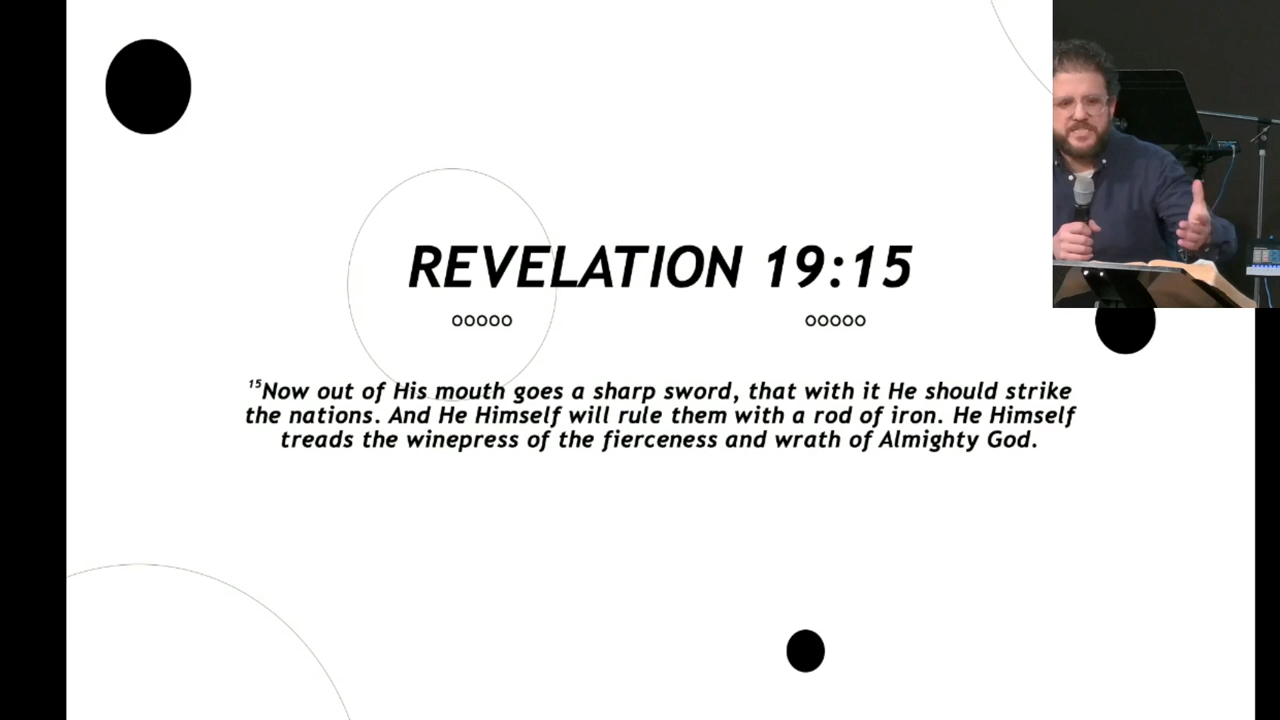 REVELATION 19:15
ooooo ooooo
15Now out of His mouth goes a sharp sword, that with it He should strike
the nations. And He Himself will rule them with a rod of iron. He Himself
treads the winepress of the fierceness and wrath of Almighty God.